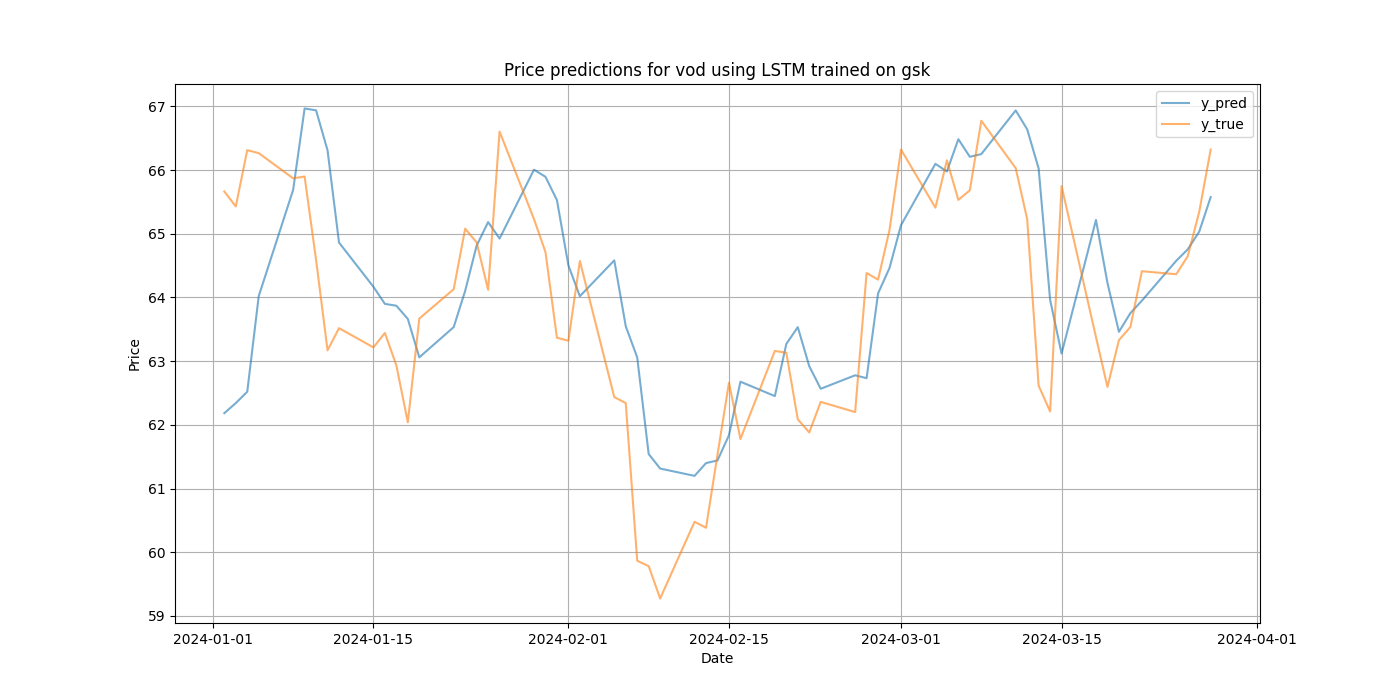 Price predictions for vod using LSTM trained on gsk
y_pred
y_true
67
66
65
64
63
62
61
60
59
Price
2024-01-01 2024-01-15 2024-02-01 2024-02-15 2024-03-01 2024-03-15 2024-04-01
Date